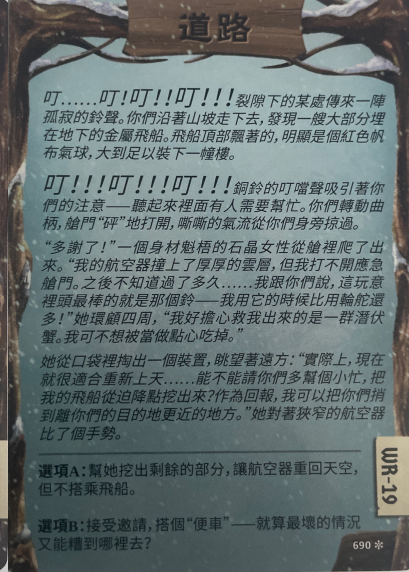 道路
叮……叮!叮!!叮!!!裂隙下的某處傳來一陣
孤寂的鈴聲。你們沿著山坡走下去,發現一艘大部分埋
在地下的金屬飛船。飛船頂部飄著的,明顯是個紅色帆
布氣球,大到足以裝下一幢樓。
叮!!!叮!!!叮!!!銅鈴的叮噹聲吸引著你
們的注意——聽起來裡面有人需要幫忙。你們轉動曲
柄,艙門“砰”地打開,嘶嘶的氣流從你們身旁掠過。
“多謝了!”一個身材魁梧的石晶女性從艙裡爬了出
來。“我的航空器撞上了厚厚的雲層,但我打不開應急
艙門。之後不知道過了多久……我跟你們說,這玩意
裡頭最棒的就是那個鈴——我用它的時候比用輪舵還
多!”她環顧四周,“我好擔心救我出來的是一群潛伏
蟹。我可不想被當做點心吃掉。”
她從口袋裡掏出一個裝置,眺望著遠方:“實際上,現在
就很適合重新上天……能不能請你們多幫個小忙,把
我的飛船從迫降點挖出來?作為回報,我可以把你們捎
到離你們的目的地更近的地方。”她對著狹窄的航空器
比了個手勢。
選項A:幫她挖出剩餘的部分,讓航空器重回天空,
但不搭乘飛船。
選項B:接受邀請,搭個“便車”——就算最壞的情況
又能糟到哪裡去?
WR-19
690